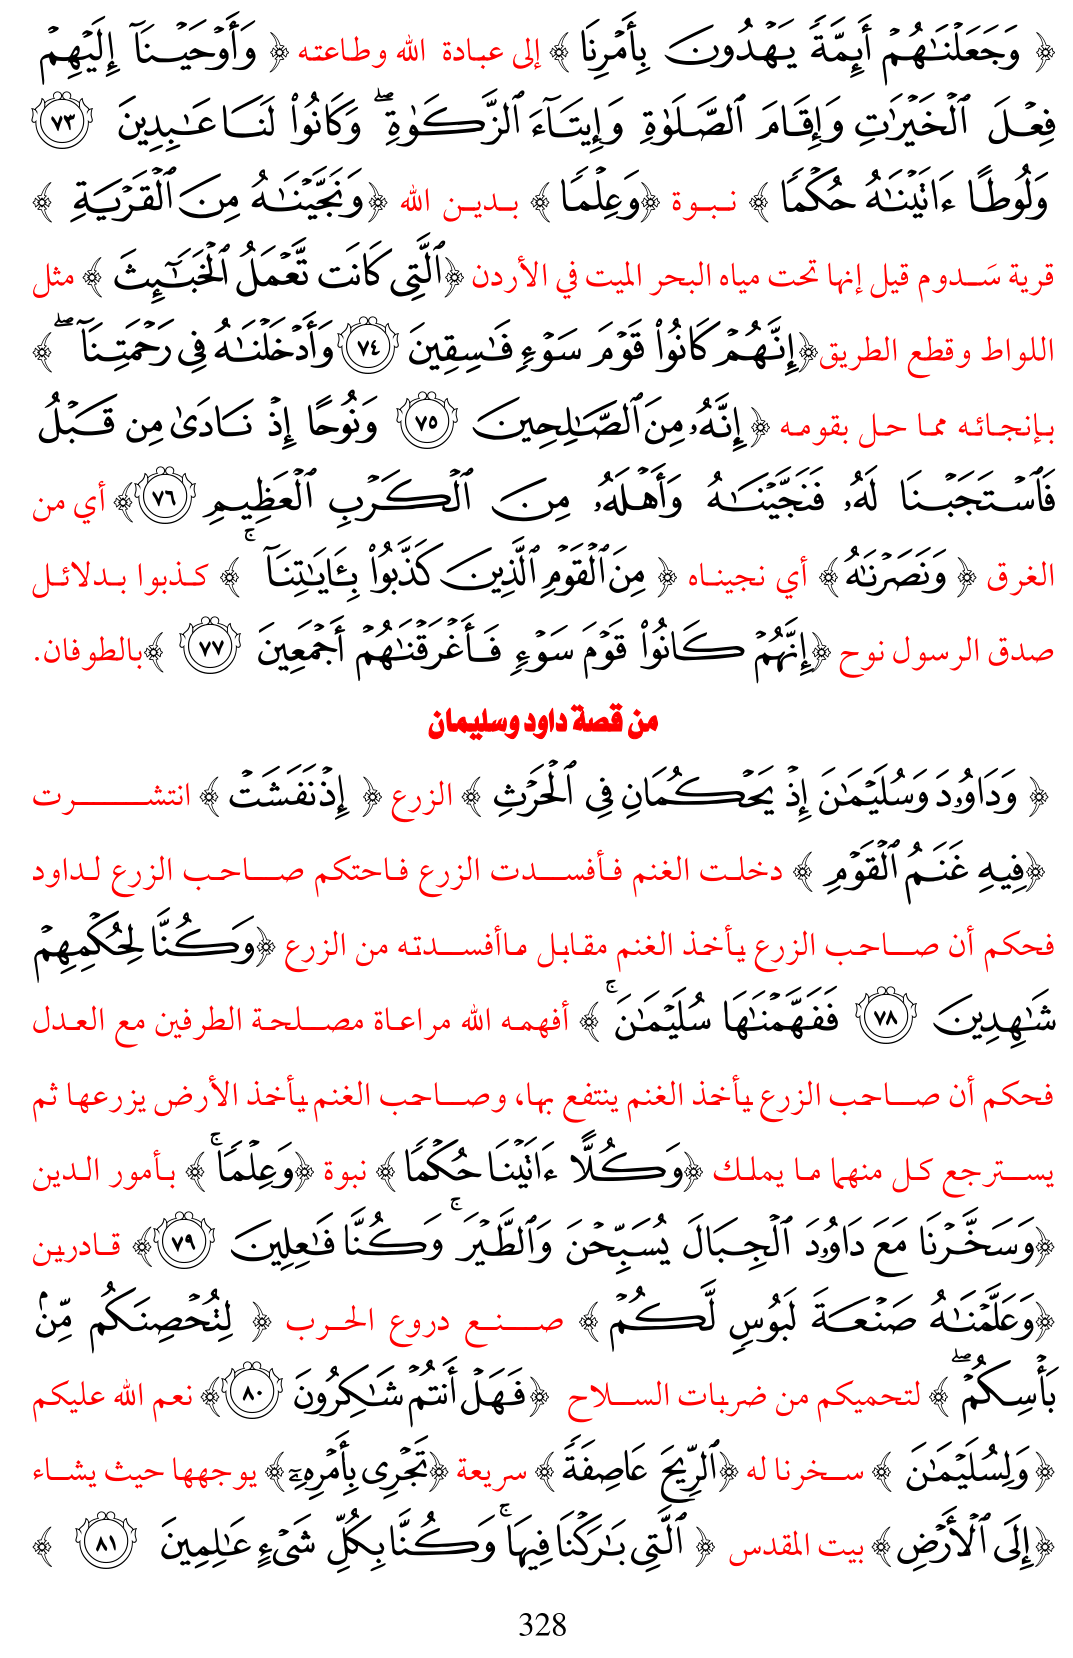 ﴿ وَجَعَلْنَٰهُمْ أَئِمَّةً يَهْدُونَ بِأَمْرِنَا ﴾ إلى عبادة الله وطاعته ﴿ وَأَوْحَيْنَآ إِلَيْهِمْ
فِعْلَ ٱلْخَيْرَٰتِ وَإِقَامَ ٱلصَّلَوٰةِ وَإِيتَآءَ ٱلزَّكَوٰةِ ۖ وَكَانُوا۟ لَنَا عَٰبِدِينَ ٧٣
وَلُوطًا ءَاتَيْنَٰهُ حُكْمًا ﴾ نبوة ﴿وَعِلْمًا ﴾ بدين الله ﴿وَنَجَّيْنَٰهُ مِنَ ٱلْقَرْيَةِ ﴾
قرية سَدوم قيل إنها تحت مياه البحر الميت في الأردن ﴿ٱلَّتِى كَانَت تَّعْمَلُ ٱلْخَبَٰٓئِثَ ﴾ مثل
اللواط وقطع الطريق﴿إِنَّهُمْ كَانُوا۟ قَوْمَ سَوْءٍ فَٰسِقِينَ ٧٤ وَأَدْخَلْنَٰهُ فِى رَحْمَتِنَآ ۖ ﴾
بإنجائه مما حل بقومه ﴿ إِنَّهُۥ مِنَ ٱلصَّٰلِحِينَ ٧٥ وَنُوحًا إِذْ نَادَىٰ مِن قَبْلُ
فَٱسْتَجَبْنَا لَهُۥ فَنَجَّيْنَٰهُ وَأَهْلَهُۥ مِنَ ٱلْكَرْبِ ٱلْعَظِيمِ ٧٦ ﴾ أي من
الغرق ﴿ وَنَصَرْنَٰهُ ﴾ أي نجيناه ﴿ مِنَ ٱلْقَوْمِ ٱلَّذِينَ كَذَّبُوا۟ بِـَٔايَٰتِنَآ ۚ ﴾ كذبوا بدلائل
صدق الرسول نوح ﴿إِنَّهُمْ كَانُوا۟ قَوْمَ سَوْءٍ فَأَغْرَقْنَٰهُمْ أَجْمَعِينَ ٧٧ ﴾بالطوفان.
من قصة داود وسليمان
﴿ وَدَاوُۥدَ وَسُلَيْمَٰنَ إِذْ يَحْكُمَانِ فِى ٱلْحَرْثِ ﴾ الزرع ﴿ إِذْ نَفَشَتْ ﴾ انتشرت
﴿فِيهِ غَنَمُ ٱلْقَوْمِ ﴾ دخلت الغنم فأفسدت الزرع فاحتكم صاحب الزرع لداود
فحكم أن صاحب الزرع يأخذ الغنم مقابل ماأفسدته من الزرع ﴿وَكُنَّا لِحُكْمِهِمْ
شَٰهِدِينَ ٧٨ فَفَهَّمْنَٰهَا سُلَيْمَٰنَ ۚ ﴾ أفهمه الله مراعاة مصلحة الطرفين مع العدل
فحكم أن صاحب الزرع يأخذ الغنم ينتفع بها، وصاحب الغنم يأخذ الأرض يزرعها ثم
يسترجع كل منهما ما يملك ﴿وَكُلًّا ءَاتَيْنَا حُكْمًا ﴾ نبوة ﴿وَعِلْمًا ۚ ﴾ بأمور الدين
﴿وَسَخَّرْنَا مَعَ دَاوُۥدَ ٱلْجِبَالَ يُسَبِّحْنَ وَٱلطَّيْرَ ۚ وَكُنَّا فَٰعِلِينَ ٧٩ ﴾ قادرين
﴿وَعَلَّمْنَٰهُ صَنْعَةَ لَبُوسٍ لَّكُمْ ﴾ صنع دروع الحرب ﴿ لِتُحْصِنَكُم مِّنۢ
بَأْسِكُمْ ۖ ﴾ لتحميكم من ضربات السلاح ﴿فَهَلْ أَنتُمْ شَٰكِرُونَ ٨٠ ﴾ نعم الله عليكم
﴿ وَلِسُلَيْمَٰنَ ﴾ سخرنا له ﴿ٱلرِّيحَ عَاصِفَةً ﴾ سريعة ﴿تَجْرِى بِأَمْرِهِۦٓ ﴾ يوجهها حيث يشاء
﴿إِلَى ٱلْأَرْضِ ﴾ بيت المقدس ﴿ ٱلَّتِى بَٰرَكْنَا فِيهَا ۚ وَكُنَّا بِكُلِّ شَىْءٍ عَٰلِمِينَ ٨١ ﴾
328